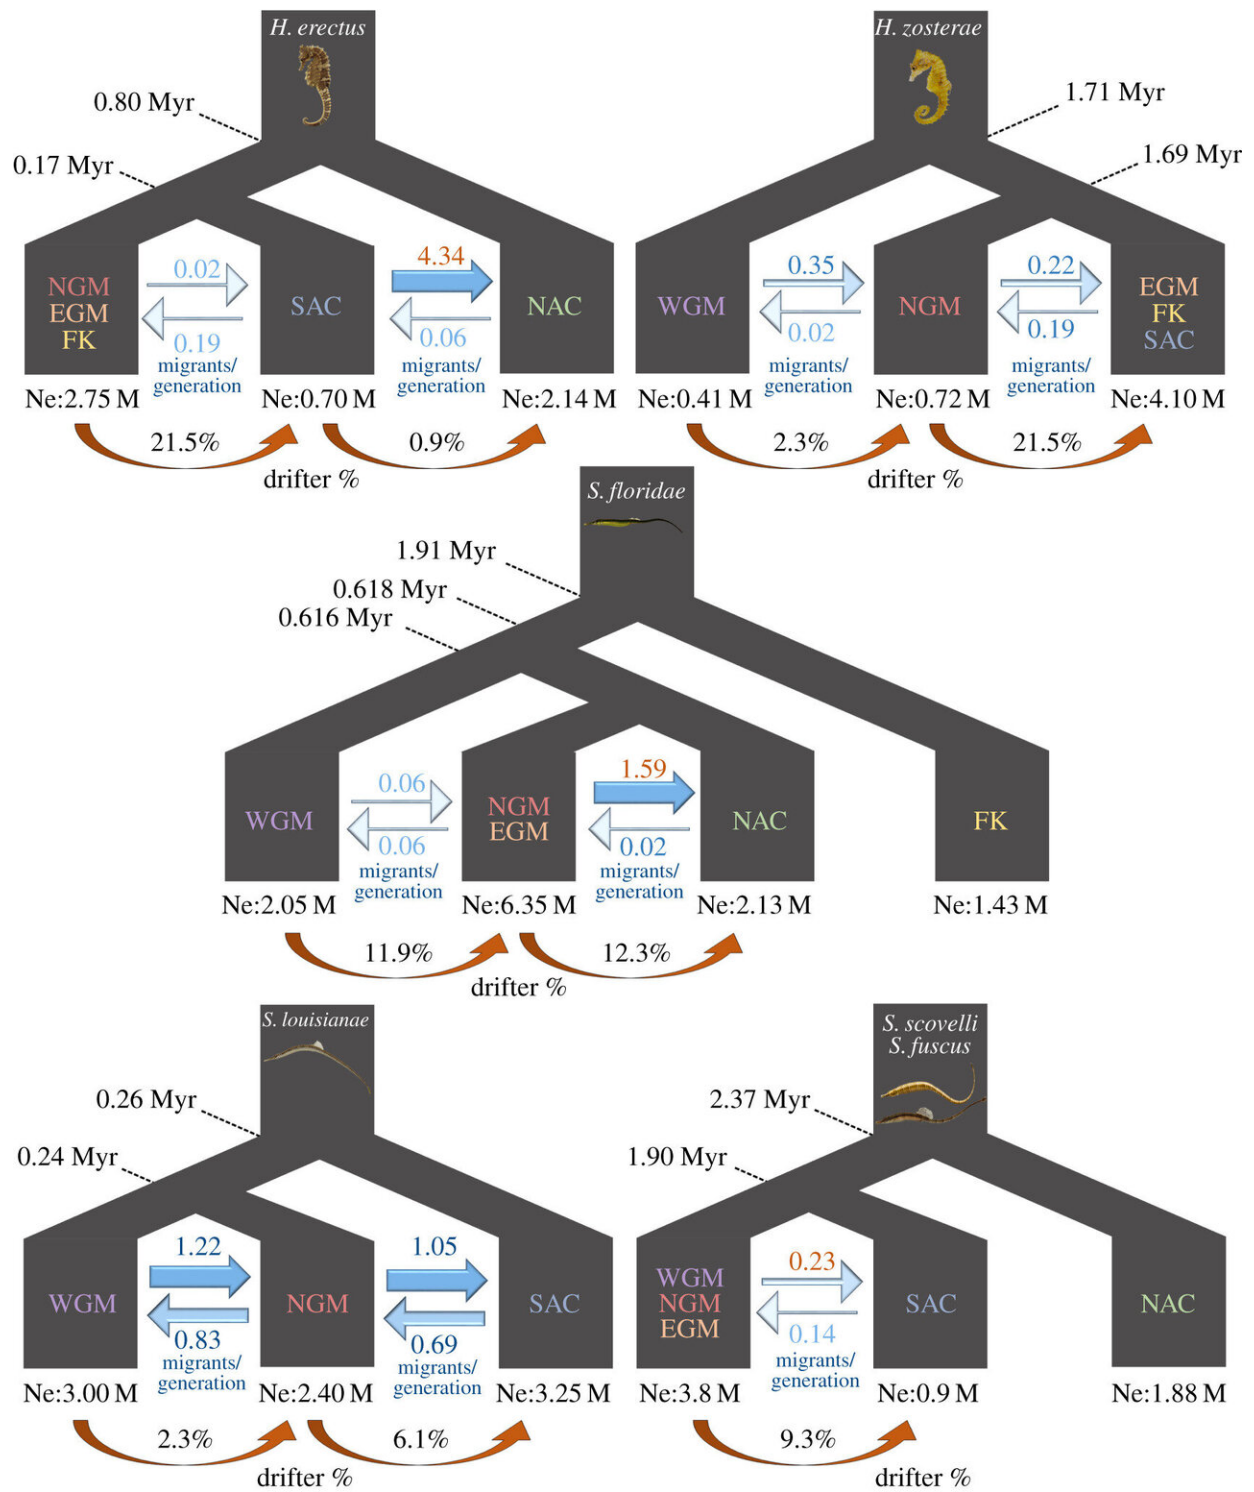 H. erectus
0.80 Myr
0.17 Myr
NGM
EGM
FK
0.02
0.19
migrants/
generation
SAC
4.34
0.06
NAC
Ne:2.75 M
Ne:0.70 M
Ne:2.14 M
21.5%
0.9%
drifter %
H. zosterae
1.71 Myr
1.69 Myr
WGM
0.35
0.02
NGM
0.22
0.19
migrants/
generation
EGM
FK
SAC
Ne:0.41 M
Ne:0.72 M
Ne:4.10 M
2.3%
21.5%
drifter %
S. floridae
1.91 Myr
0.618 Myr
0.616 Myr
WGM
0.06
0.06
migrants/
generation
NGM
EGM
1.59
0.02
migrants/
generation
NAC
FK
Ne:2.05 M
Ne:6.35 M
Ne:2.13 M
Ne:1.43 M
11.9%
12.3%
drifter %
S. louisianae
0.26 Myr
0.24 Myr
WGM
1.22
0.83
migrants/
generation
NGM
1.05
0.69
migrants/
generation
SAC
Ne:3.00 M
Ne:2.40 M
Ne:3.25 M
2.3%
6.1%
drifter %
S. scovelli
S. fuscus
2.37 Myr
1.90 Myr
WGM
NGM
EGM
0.23
0.14
migrants/
generation
SAC
NAC
Ne:3.8 M
Ne:0.9 M
Ne:1.88 M
9.3%
drifter %